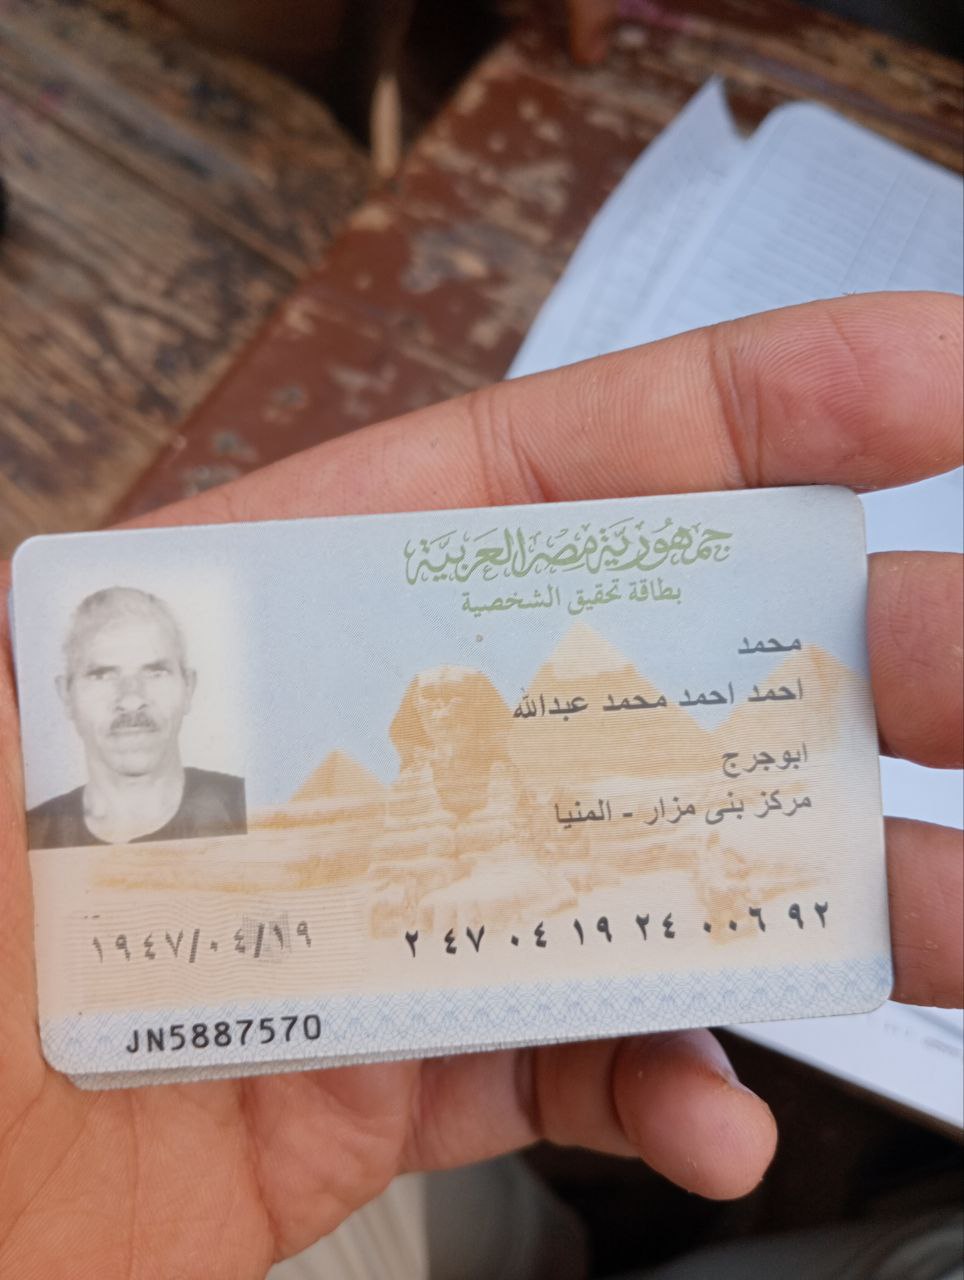 جمهورية مصر العربية
بطاقة تحقيق الشخصية
محمد
احمد احمد محمد عبدالله
ابوجرج
مركز بنى مزار - المنيا
٢ ٤٧ ٠٤ ١٩ ٢٤ ٠٠٦ ٩٢
١٩٤٧/٠٤/١٩
JN5887570